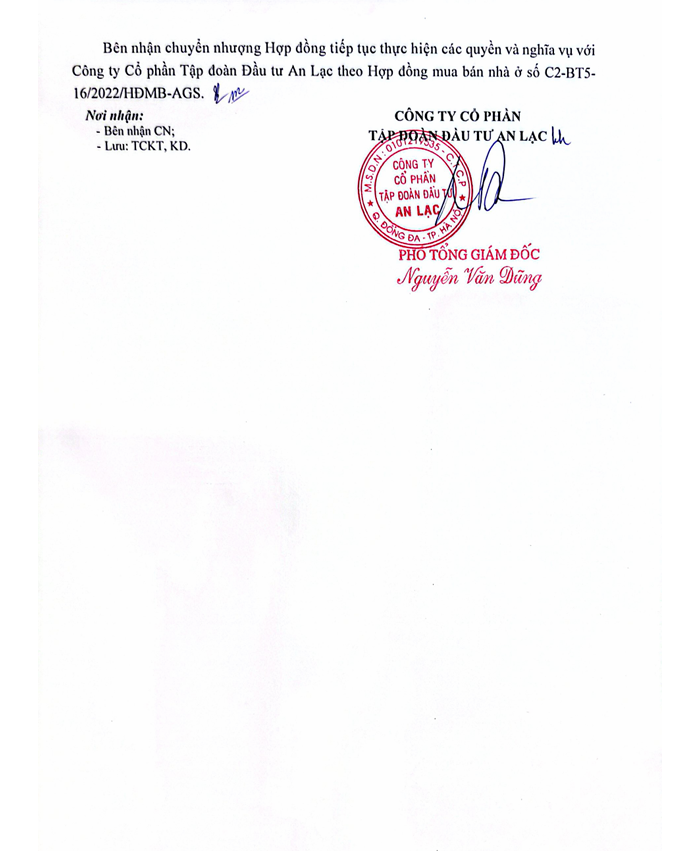 Bên nhận chuyển nhượng Hợp đồng tiếp tục thực hiện các quyền và nghĩa vụ với
Công ty Cổ phần Tập đoàn Đầu tư An Lạc theo Hợp đồng mua bán nhà ở số C2-BT5-
16/2022/HĐMB-AGS.
Nơi nhận:
- Bên nhận CN;
- Lưu: TCKT, KD.
CÔNG TY CỔ PHẦN
TẬP ĐOÀN ĐẦU TƯ AN LẠC
M.S.D.N: 0101219535 - C.T.C.P
CÔNG TY
CỔ PHẦN
TẬP ĐOÀN ĐẦU TƯ
AN LẠC
Q. ĐỐNG ĐA - TP. HÀ NỘI
PHÓ TỔNG GIÁM ĐỐC
Nguyễn Văn Dũng